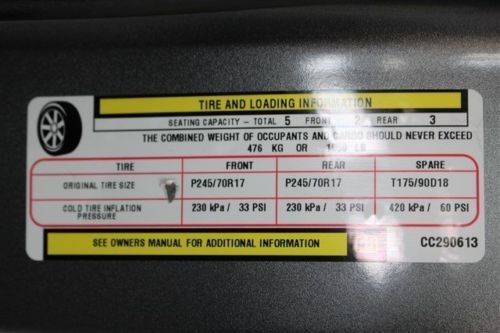 TIRE AND LOADING INFORMATION
SEATING CAPACITY - TOTAL 5 FRONT 2 REAR 3
THE COMBINED WEIGHT OF OCCUPANTS AND CARGO SHOULD NEVER EXCEED
476 KG OR LB
TIRE FRONT REAR SPARE
ORIGINAL TIRE SIZE P245/70R17 P245/70R17 T175/90D18
COLD TIRE INFLATION PRESSURE 230 kPa / 33 PSI 230 kPa / 33 PSI 420 kPa / 60 PSI
SEE OWNERS MANUAL FOR ADDITIONAL INFORMATION CC290613